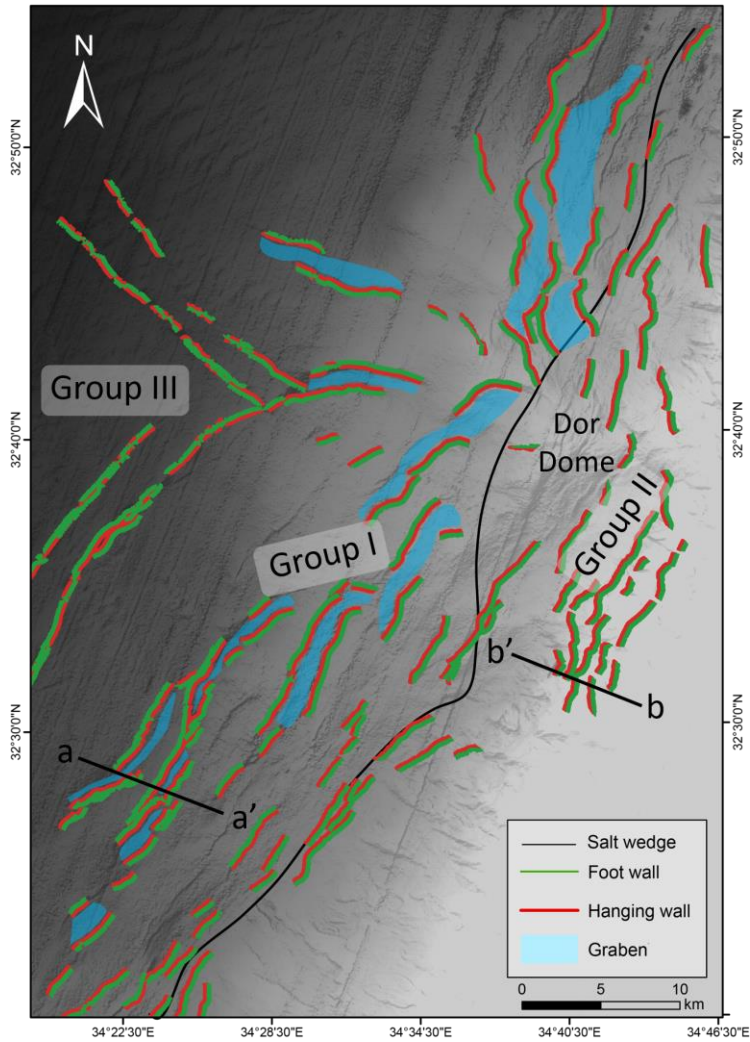 N
32°50'0"N
32°50'0"N
Group III
32°40'0"N
32°40'0"N
Dor
Dome
Group II
Group I
b'
b
a
a'
32°30'0"N
32°30'0"N
Salt wedge
Foot wall
Hanging wall
Graben
0 5 10
km
34°22'30"E
34°28'30"E
34°34'30"E
34°40'30"E
34°46'30"E